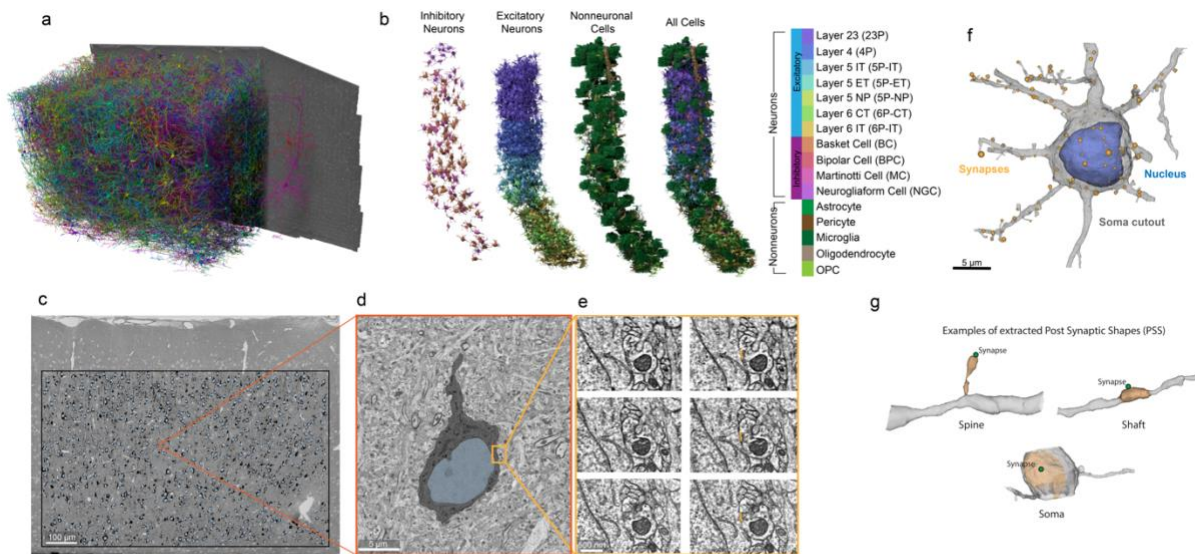 a
b
Inhibitory
Neurons
Excitatory
Neurons
Nonneuronal
Cells
All Cells
Neurons
Nonneurons
Excitatory
Inhibitory
Layer 23 (23P)
Layer 4 (4P)
Layer 5 IT (5P-IT)
Layer 5 ET (5P-ET)
Layer 5 NP (5P-NP)
Layer 6 CT (6P-CT)
Layer 6 IT (6P-IT)
Basket Cell (BC)
Bipolar Cell (BPC)
Martinotti Cell (MC)
Neurogliaform Cell (NGC)
Astrocyte
Pericyte
Microglia
Oligodendrocyte
OPC
f
Synapses
Nucleus
Soma cutout
5 μm
c
100 μm
d
5 μm
e
g
Examples of extracted Post Synaptic Shapes (PSS)
Synapse
Spine
Synapse
Shaft
Synapse
Soma